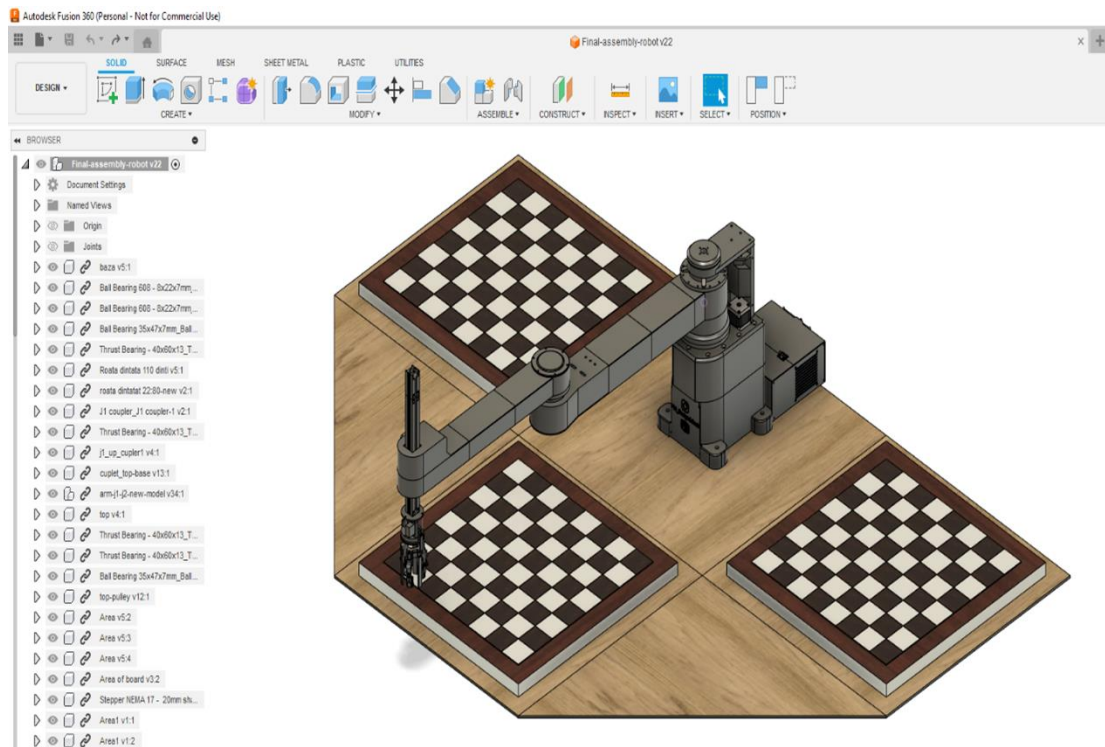 Autodesk Fusion 360 (Personal - Not for Commercial Use)
Final-assembly-robot v22
SOLID SURFACE MESH SHEET METAL PLASTIC UTILITIES
DESIGN
CREATE MODIFY ASSEMBLE CONSTRUCT INSPECT INSERT SELECT POSITION
BROWSER
Final-assembly-robot v22
Document Settings
Named Views
Origin
Joints
baza v5:1
Ball Bearing 608 - 8x22x7mm_...
Ball Bearing 608 - 8x22x7mm_...
Ball Bearing 35x47x7mm_Ball...
Thrust Bearing - 40x60x13_T...
Roata dintata 110 dinti v5:1
roata dintatat 22:80-new v2:1
J1 coupler_J1 coupler-1 v2:1
Thrust Bearing - 40x60x13_T...
j1_up_cupler1 v4:1
cuplet_top-base v13:1
arm-j1-j2-new-model v34:1
top v4:1
Thrust Bearing - 40x60x13_T...
Thrust Bearing - 40x60x13_T...
Ball Bearing 35x47x7mm_Ball...
top-pulley v12:1
Area v5:2
Area v5:3
Area v5:4
Area of board v3:2
Stepper NEMA 17 - 20mm sh...
Area1 v1:1
Area1 v1:2